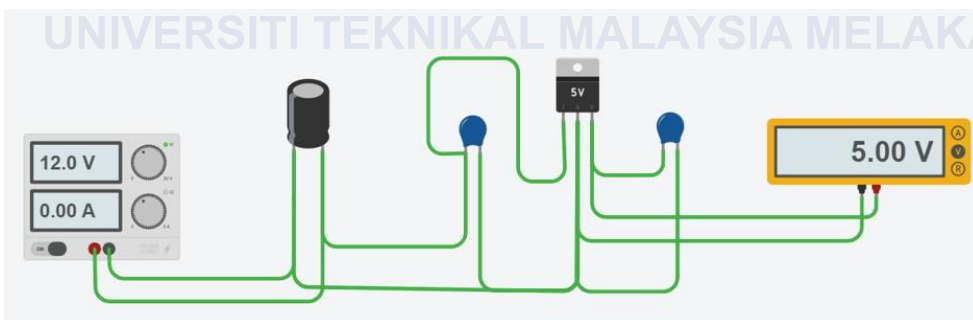 UNIVERSITI TEKNIKAL MALAYSIA MELAKA
5V
12.0 V
0.00 A
5.00 V
A
V
R